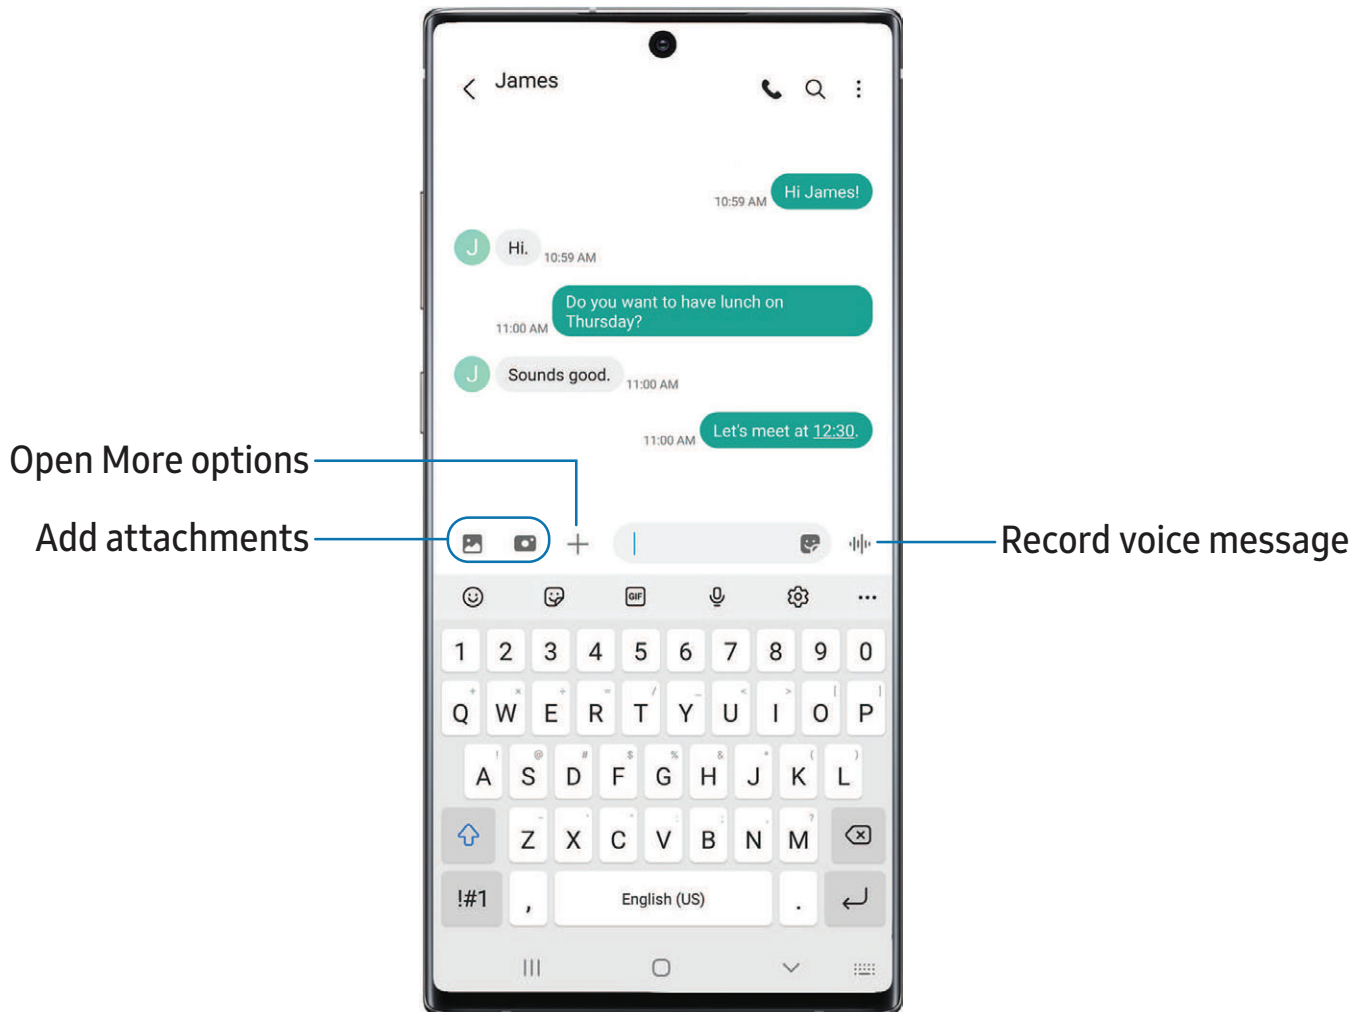 James
Hi James!
10:59 AM
J
Hi.
10:59 AM
Do you want to have lunch on
Thursday?
11:00 AM
J
Sounds good.
11:00 AM
Let's meet at 12:30.
11:00 AM
Open More options
Add attachments
Record voice message
GIF
1 2 3 4 5 6 7 8 9 0
+ × ÷ = / _ < > [ ]
Q W E R T Y U I O P
! @ # $ % & * ( )
A S D F G H J K L
- ' " : ; , ?
Z X C V B N M
!#1 , English (US) .